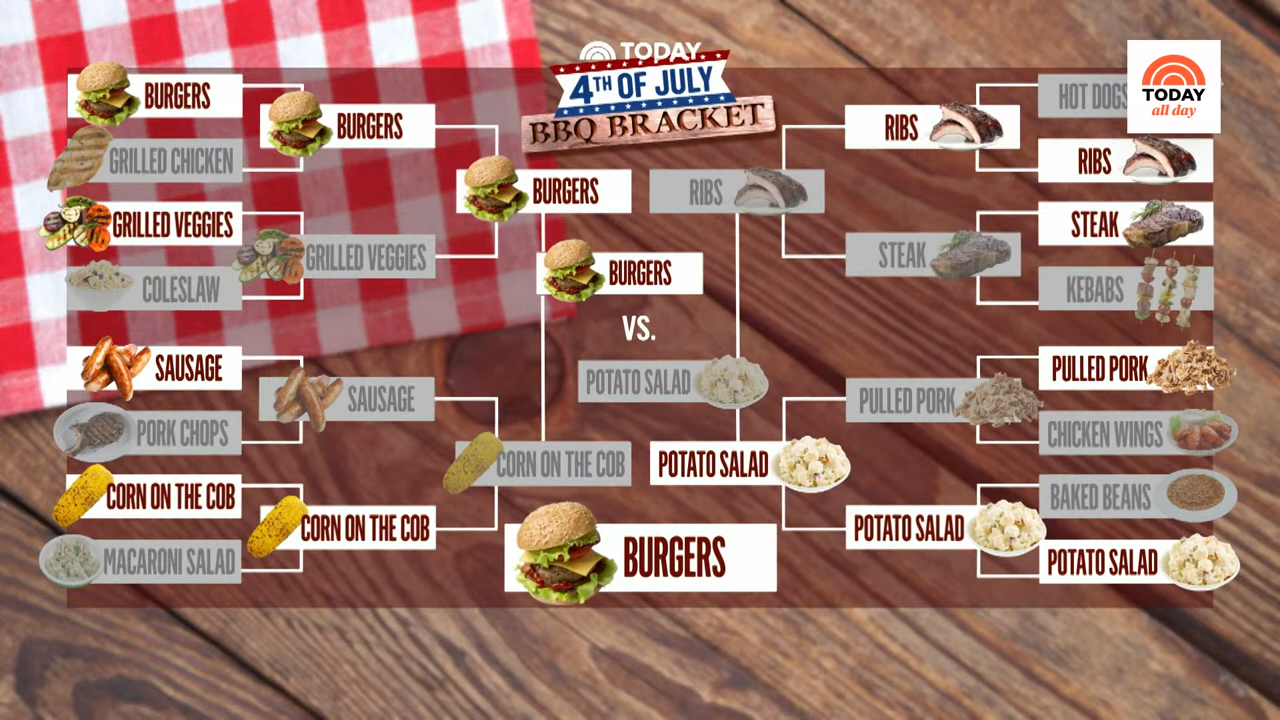 TODAY
4TH OF JULY
BBQ BRACKET
TODAY
all day
BURGERS
GRILLED CHICKEN
GRILLED VEGGIES
COLESLAW
SAUSAGE
PORK CHOPS
CORN ON THE COB
MACARONI SALAD
BURGERS
GRILLED VEGGIES
SAUSAGE
CORN ON THE COB
BURGERS
CORN ON THE COB
BURGERS
VS.
POTATO SALAD
BURGERS
RIBS
POTATO SALAD
RIBS
STEAK
PULLED PORK
POTATO SALAD
HOT DOGS
RIBS
STEAK
KEBABS
PULLED PORK
CHICKEN WINGS
BAKED BEANS
POTATO SALAD